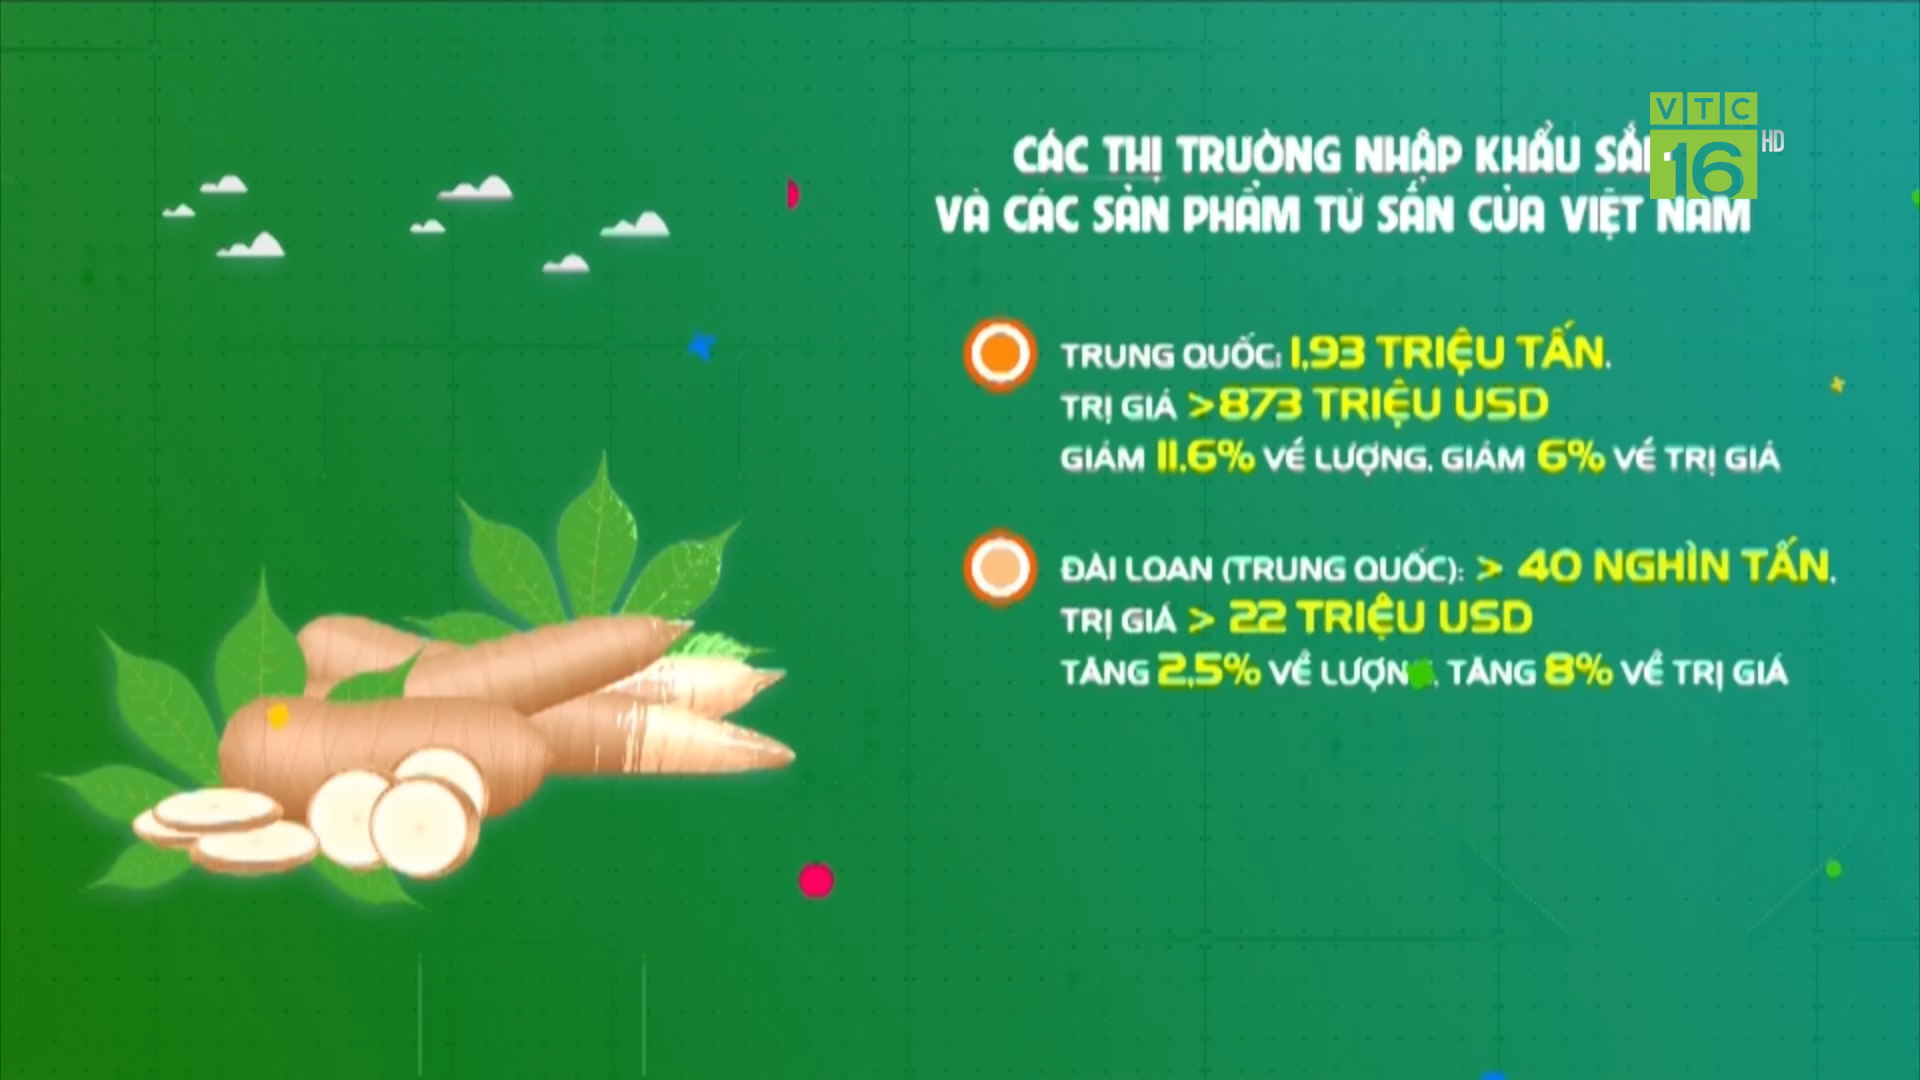 VTC
16 HD
CÁC THỊ TRƯỜNG NHẬP KHẨU
VÀ CÁC SẢN PHẨM TỪ SẮN CỦA VIỆT NAM
TRUNG QUỐC: 1,93 TRIỆU TẤN,
TRỊ GIÁ >873 TRIỆU USD
GIẢM 11,6% VỀ LƯỢNG, GIẢM 6% VỀ TRỊ GIÁ
ĐÀI LOAN (TRUNG QUỐC): > 40 NGHÌN TẤN,
TRỊ GIÁ > 22 TRIỆU USD
TĂNG 2,5% VỀ LƯỢNG, TĂNG 8% VỀ TRỊ GIÁ